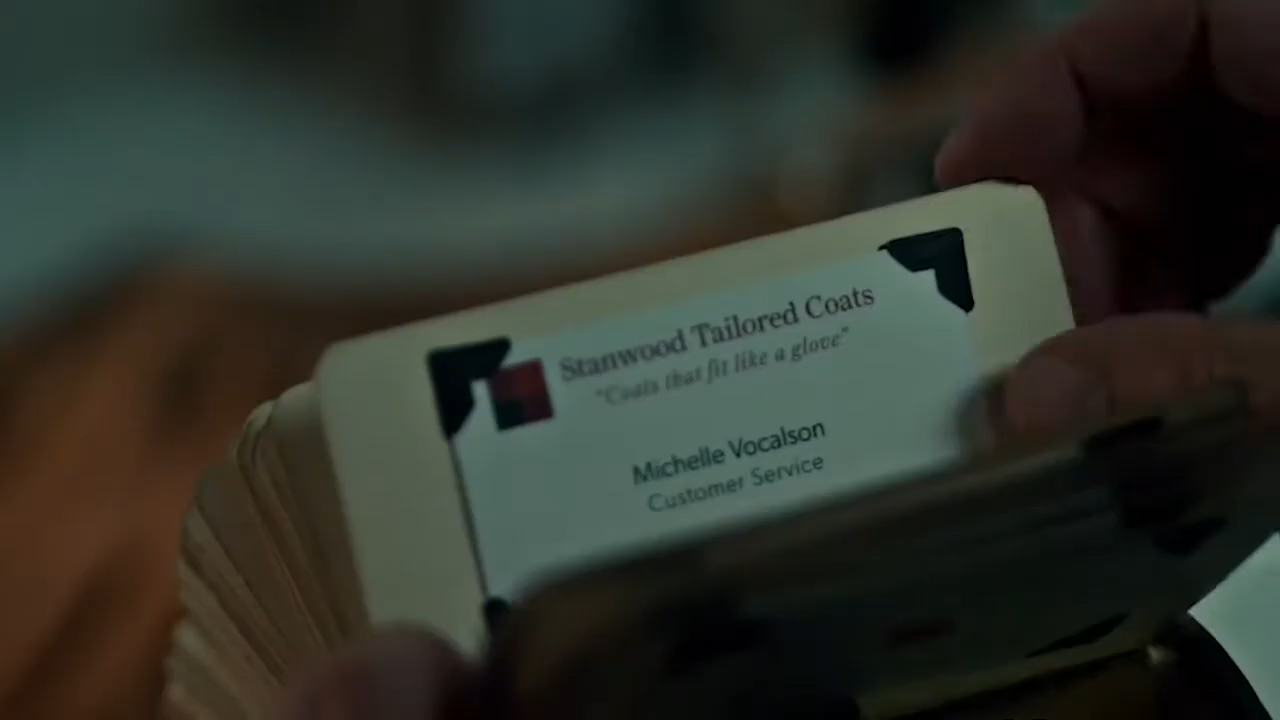 Stanwood Tailored Coats
"Coats that fit like a glove"
Michelle Vocalson
Customer Service